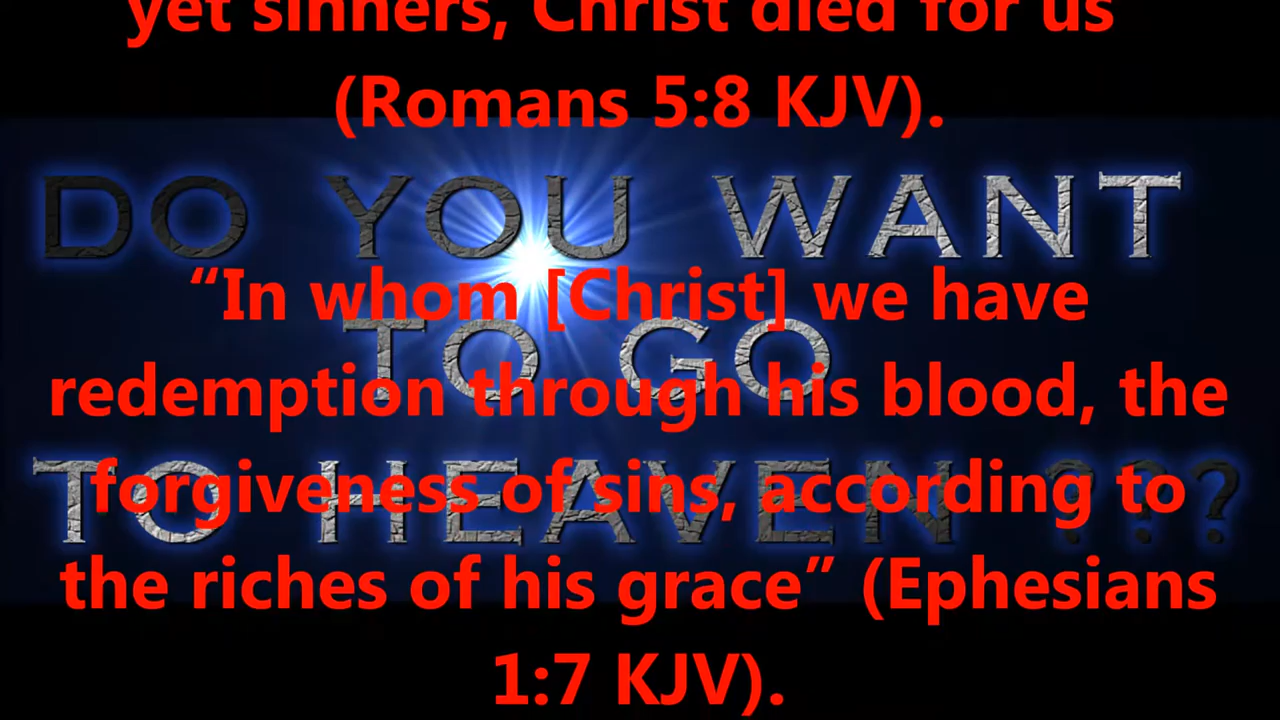 yet sinners, Christ died for us
(Romans 5:8 KJV).
DO YOU WANT
“In whom [Christ] we have
TO GO
redemption through his blood, the
TO HEAVEN ???
forgiveness of sins, according to
the riches of his grace” (Ephesians
1:7 KJV).